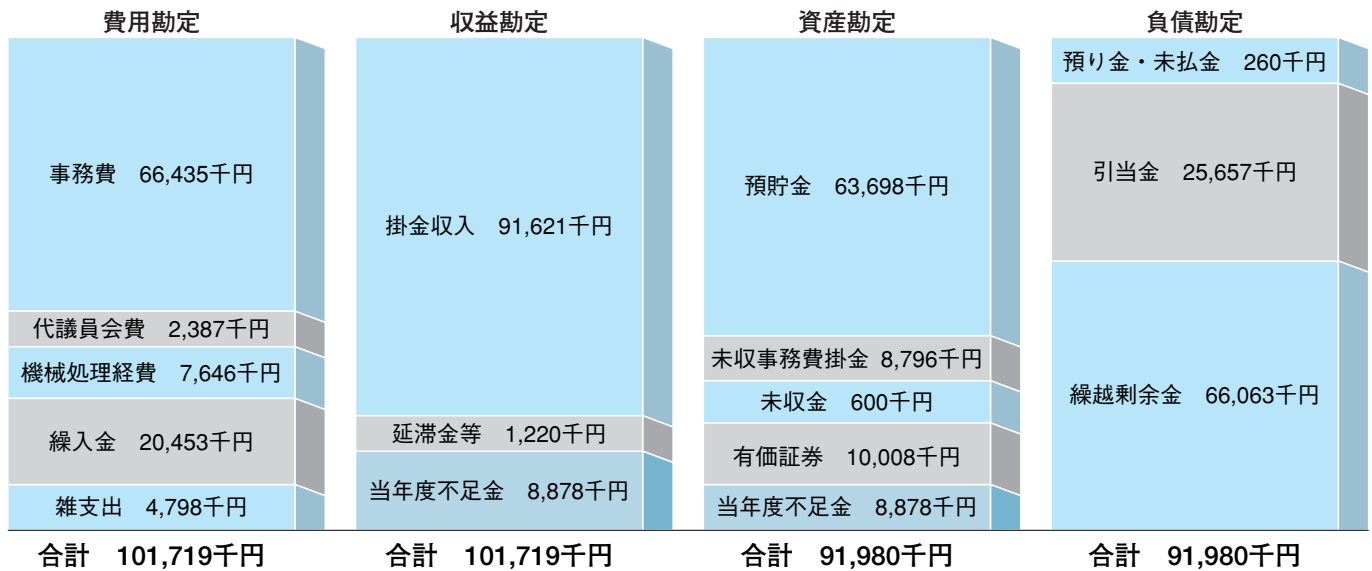 費用勘定
事務費　66,435千円
代議員会費　2,387千円
機械処理経費　7,646千円
繰入金　20,453千円
雑支出　4,798千円
合計　101,719千円
収益勘定
掛金収入　91,621千円
延滞金等　1,220千円
当年度不足金　8,878千円
合計　101,719千円
資産勘定
預貯金　63,698千円
未収事務費掛金 8,796千円
未収金　600千円
有価証券　10,008千円
当年度不足金　8,878千円
合計　91,980千円
負債勘定
預り金・未払金　260千円
引当金　25,657千円
繰越剰余金　66,063千円
合計　91,980千円